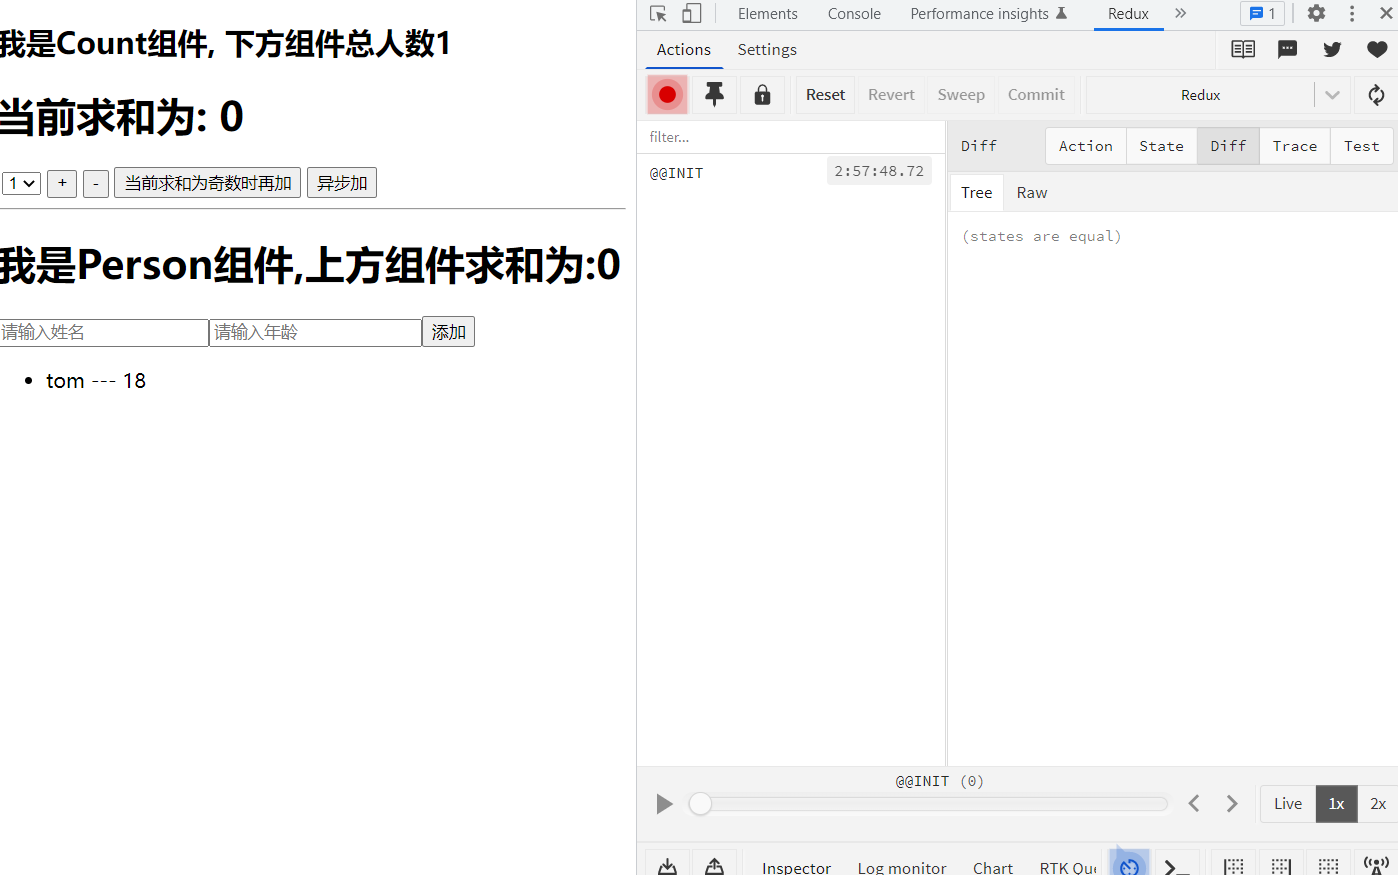 我是Count组件, 下方组件总人数1
当前求和为: 0
1 + - 当前求和为奇数时再加 异步加
我是Person组件,上方组件求和为:0
请输入姓名 请输入年龄 添加
tom --- 18
Elements Console Performance insights Redux 1
Actions Settings
Reset Revert Sweep Commit Redux
filter...
@@INIT 2:57:48.72
Diff Action State Diff Trace Test
Tree Raw
(states are equal)
@@INIT (0)
Live 1x 2x
Inspector Log monitor Chart RTK Que